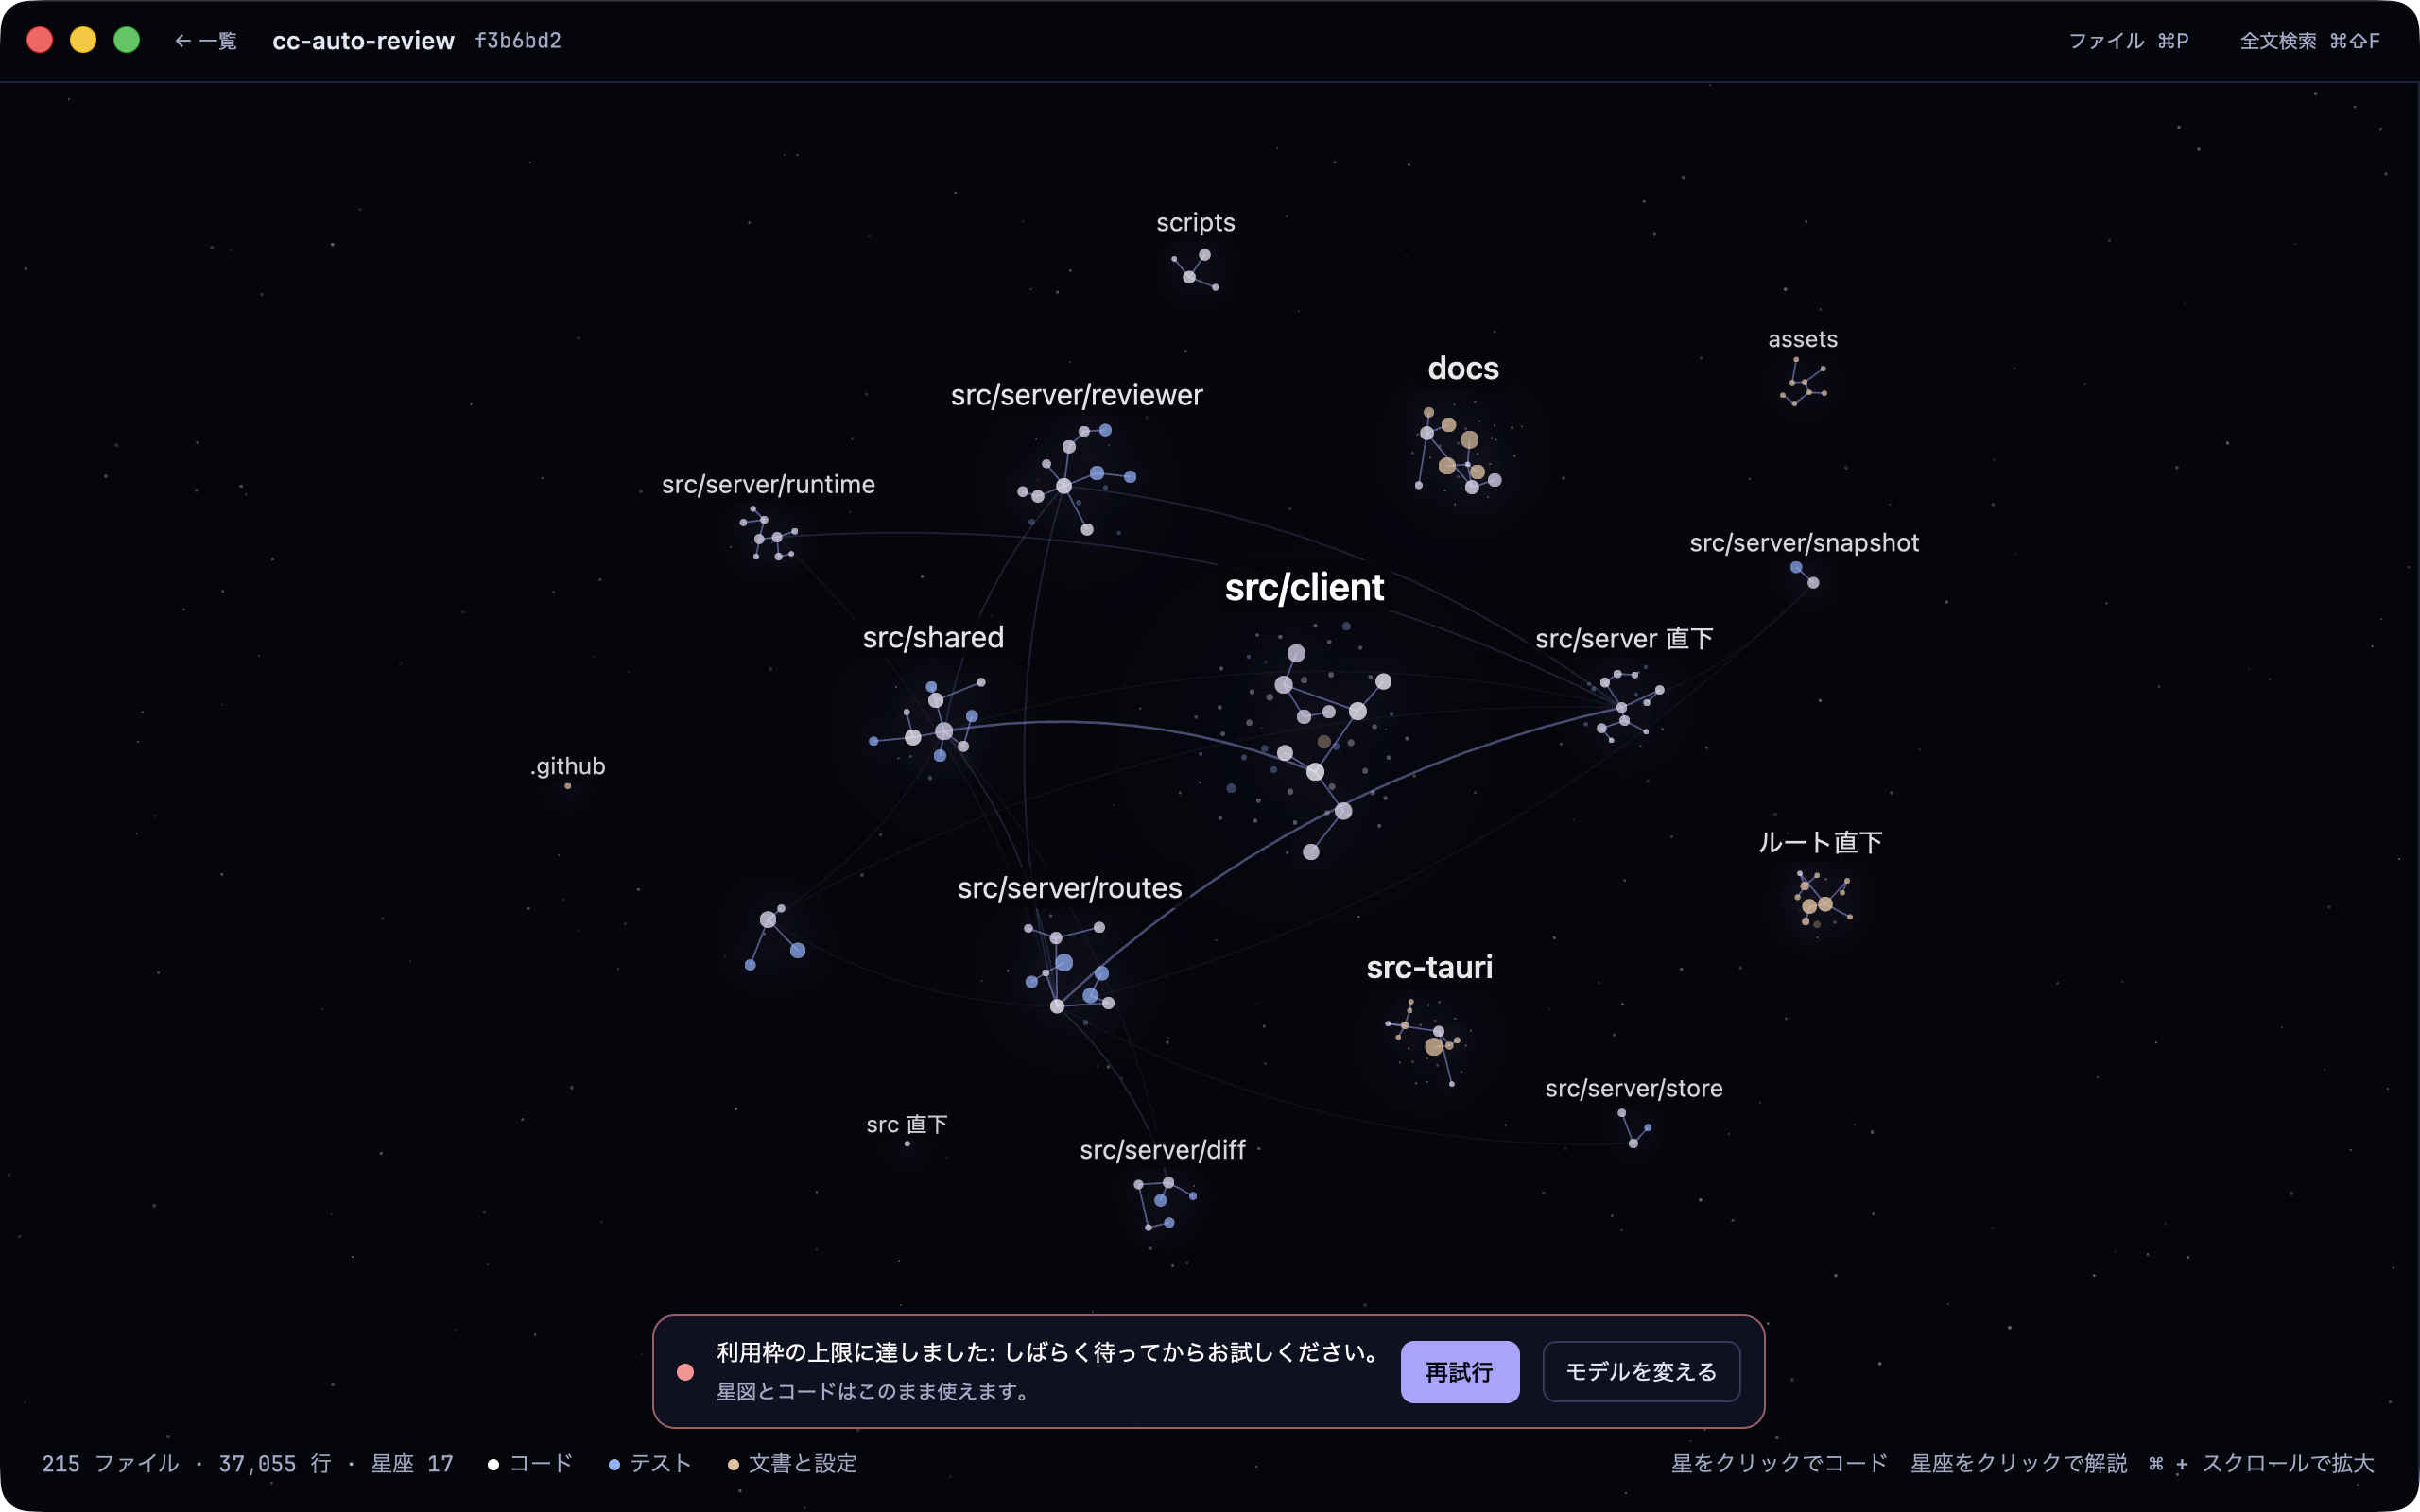 ← 一覧 cc-auto-review f3b6bd2 ファイル ⌘P 全文検索 ⌘⇧F
scripts
assets
docs
src/server/reviewer
src/server/runtime
src/server/snapshot
src/client
src/shared
src/server 直下
.github
ルート直下
src/server/routes
src-tauri
src/server/store
src 直下
src/server/diff
利用枠の上限に達しました: しばらく待ってからお試しください。
星図とコードはこのまま使えます。
再試行
モデルを変える
215 ファイル · 37,055 行 · 星座 17 コード テスト 文書と設定 星をクリックでコード 星座をクリックで解説 ⌘ + スクロールで拡大